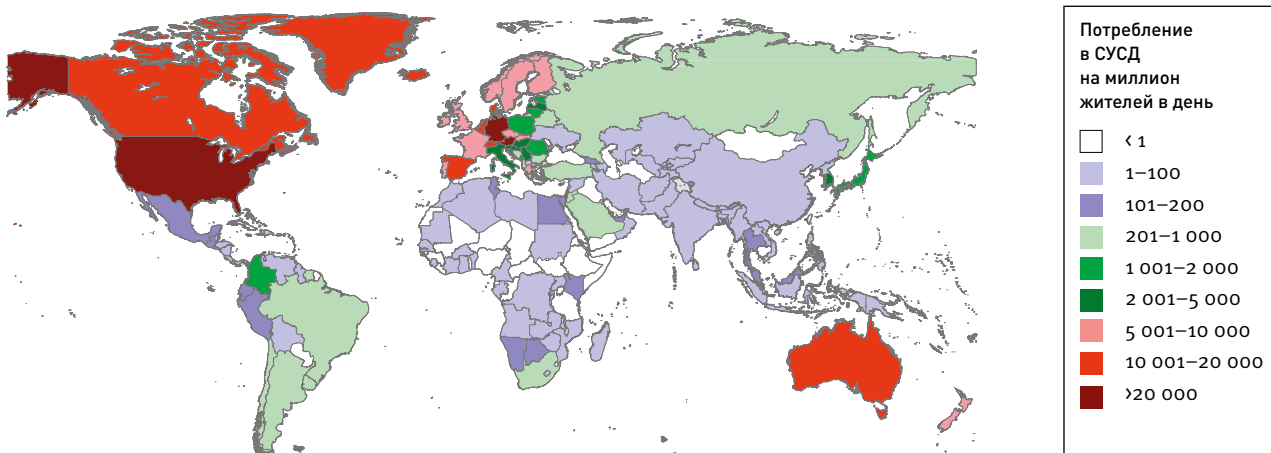 Потребление
в СУСД
на миллион
жителей в день
‹ 1
1–100
101–200
201–1 000
1 001–2 000
2 001–5 000
5 001–10 000
10 001–20 000
›20 000